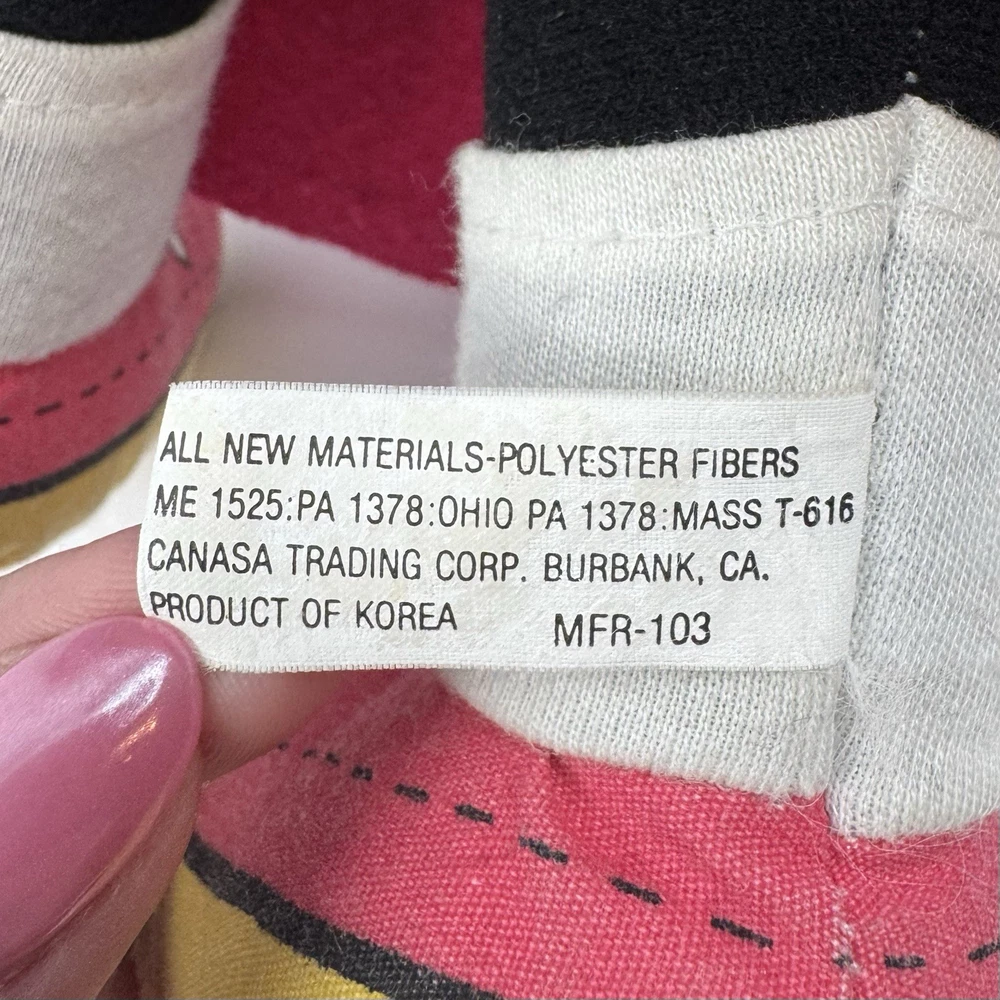 ALL NEW MATERIALS-POLYESTER FIBERS
ME 1525:PA 1378:OHIO PA 1378:MASS T-616
CANASA TRADING CORP. BURBANK, CA.
PRODUCT OF KOREA MFR-103